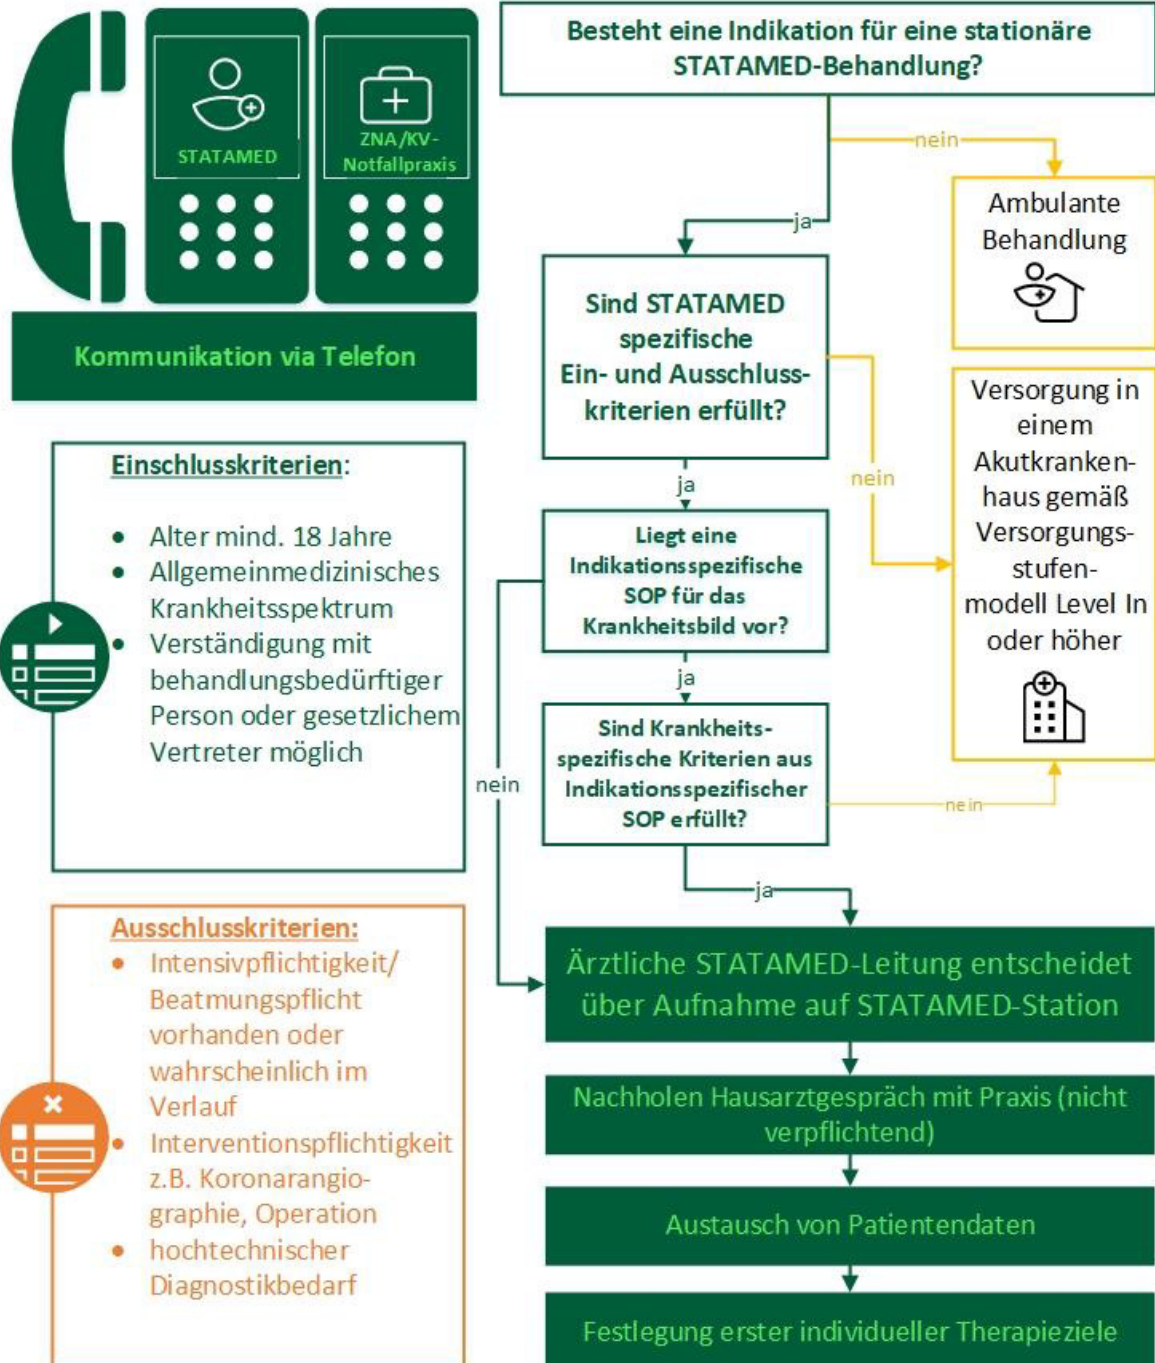 STATAMED
ZNA/KV-
Notfallpraxis
Kommunikation via Telefon
Besteht eine Indikation für eine stationäre
STATAMED-Behandlung?
nein
ja
Ambulante
Behandlung
Sind STATAMED
spezifische
Ein- und Ausschluss-
kriterien erfüllt?
nein
ja
Versorgung in
einem
Akutkranken-
haus gemäß
Versorgungs-
stufen-
modell Level In
oder höher
Liegt eine
Indikationsspezifische
SOP für das
Krankheitsbild vor?
ja
nein
Sind Krankheits-
spezifische Kriterien aus
Indikationsspezifischer
SOP erfüllt?
nein
ja
Einschlusskriterien:
• Alter mind. 18 Jahre
• Allgemeinmedizinisches
Krankheitsspektrum
• Verständigung mit
behandlungsbedürftiger
Person oder gesetzlichem
Vertreter möglich
Ausschlusskriterien:
• Intensivpflichtigkeit/
Beatmungspflicht
vorhanden oder
wahrscheinlich im
Verlauf
• Interventionspflichtigkeit
z.B. Koronarangio-
graphie, Operation
• hochtechnischer
Diagnostikbedarf
Ärztliche STATAMED-Leitung entscheidet
über Aufnahme auf STATAMED-Station
Nachholen Hausarztgespräch mit Praxis (nicht
verpflichtend)
Austausch von Patientendaten
Festlegung erster individueller Therapieziele